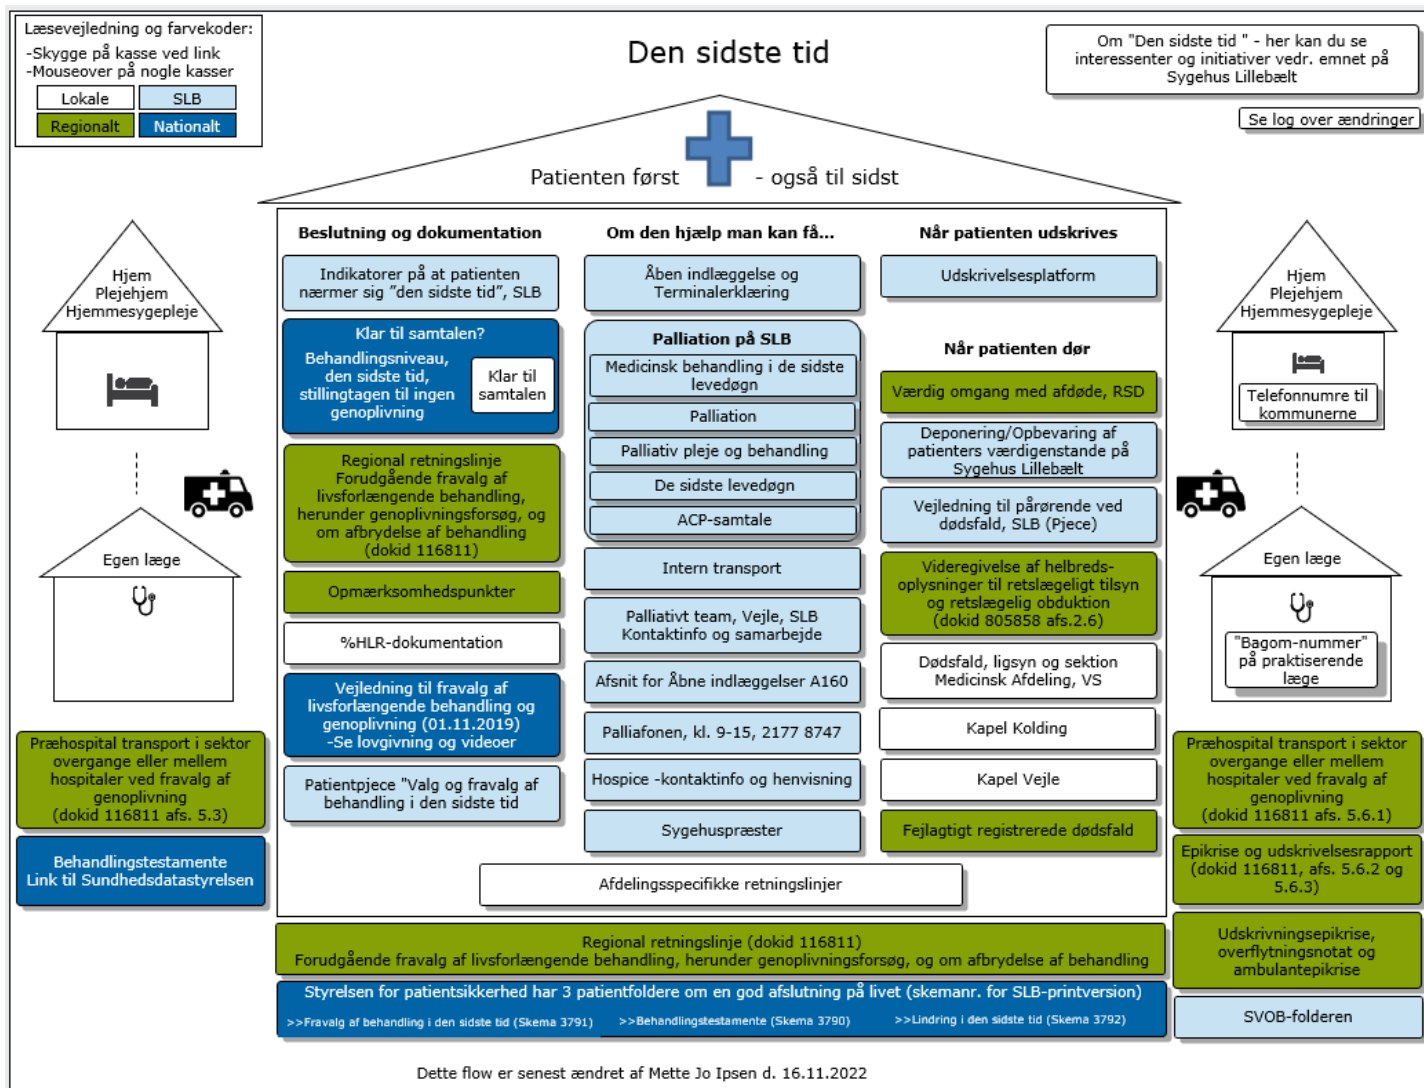 Læsevejledning og farvekoder:
-Skygge på kasse ved link
-Mouseover på nogle kasser
Lokale
SLB
Regionalt
Nationalt
Den sidste tid
Om "Den sidste tid " - her kan du se
interessenter og initiativer vedr. emnet på
Sygehus Lillebælt
Se log over ændringer
Patienten først
- også til sidst
Hjem
Plejehjem
Hjemmesygepleje
Egen læge
Præhospital transport i sektor
overgange eller mellem
hospitaler ved fravalg af
genoplivning
(dokid 116811 afs. 5.3)
Behandlingstestamente
Link til Sundhedsdatastyrelsen
Beslutning og dokumentation
Indikatorer på at patienten
nærmer sig ”den sidste tid”, SLB
Klar til samtalen?
Behandlingsniveau,
den sidste tid,
stillingtagen til ingen
genoplivning
Klar til
samtalen
Regional retningslinje
Forudgående fravalg af
livsforlængende behandling,
herunder genoplivningsforsøg, og
om afbrydelse af behandling
(dokid 116811)
Opmærksomhedspunkter
%HLR-dokumentation
Vejledning til fravalg af
livsforlængende behandling og
genoplivning (01.11.2019)
-Se lovgivning og videoer
Patientpjece "Valg og fravalg af
behandling i den sidste tid
Om den hjælp man kan få...
Åben indlæggelse og
Terminalerklæring
Palliation på SLB
Medicinsk behandling i de sidste
levedøgn
Palliation
Palliativ pleje og behandling
De sidste levedøgn
ACP-samtale
Intern transport
Palliativt team, Vejle, SLB
Kontaktinfo og samarbejde
Afsnit for Åbne indlæggelser A160
Palliafonen, kl. 9-15, 2177 8747
Hospice -kontaktinfo og henvisning
Sygehuspræster
Når patienten udskrives
Udskrivelsesplatform
Når patienten dør
Værdig omgang med afdøde, RSD
Deponering/Opbevaring af
patienters værdigenstande på
Sygehus Lillebælt
Vejledning til pårørende ved
dødsfald, SLB (Pjece)
Videregivelse af helbreds-
oplysninger til retslægeligt tilsyn
og retslægelig obduktion
(dokid 805858 afs.2.6)
Dødsfald, ligsyn og sektion
Medicinsk Afdeling, VS
Kapel Kolding
Kapel Vejle
Fejlagtigt registrerede dødsfald
Afdelingsspecifikke retningslinjer
Regional retningslinje (dokid 116811)
Forudgående fravalg af livsforlængende behandling, herunder genoplivningsforsøg, og om afbrydelse af behandling
Styrelsen for patientsikkerhed har 3 patientfoldere om en god afslutning på livet (skemanr. for SLB-printversion)
>>Fravalg af behandling i den sidste tid (Skema 3791)
>>Behandlingstestamente (Skema 3790)
>>Lindring i den sidste tid (Skema 3792)
Hjem
Plejehjem
Hjemmesygepleje
Telefonnumre til
kommunerne
Egen læge
"Bagom-nummer"
på praktiserende
læge
Præhospital transport i sektor
overgange eller mellem
hospitaler ved fravalg af
genoplivning
(dokid 116811 afs. 5.6.1)
Epikrise og udskrivelsesrapport
(dokid 116811, afs. 5.6.2 og
5.6.3)
Udskrivningsepikrise,
overflytningsnotat og
ambulantepikrise
SVOB-folderen
Dette flow er senest ændret af Mette Jo Ipsen d. 16.11.2022